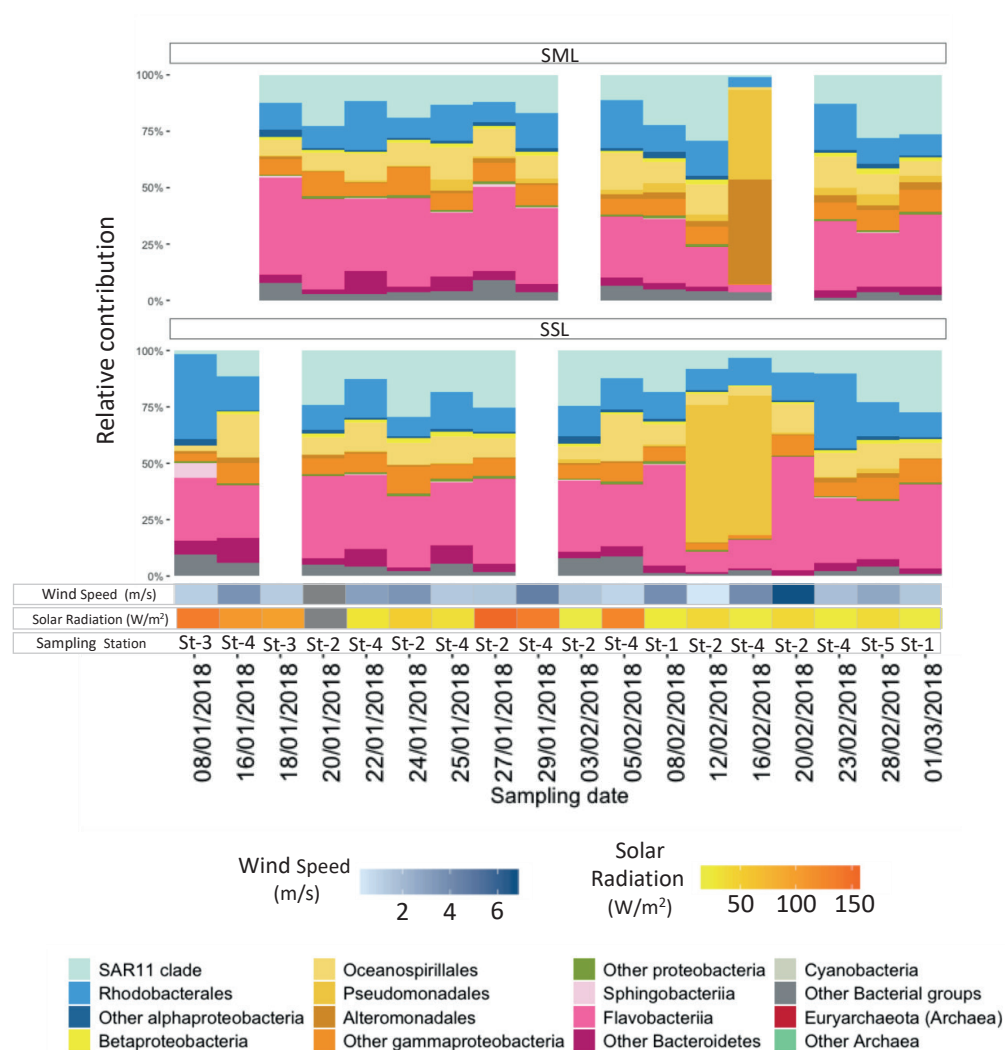 SML
100%
75%
50%
25%
0%
SSL
100%
75%
50%
25%
0%
Relative contribution
Wind Speed (m/s)
Solar Radiation (W/m²)
Sampling Station St-3 St-4 St-3 St-2 St-4 St-2 St-4 St-2 St-4 St-2 St-4 St-1 St-2 St-4 St-2 St-4 St-5 St-1
08/01/2018 16/01/2018 18/01/2018 20/01/2018 22/01/2018 24/01/2018 25/01/2018 27/01/2018 29/01/2018 03/02/2018 05/02/2018 08/02/2018 12/02/2018 16/02/2018 20/02/2018 23/02/2018 28/02/2018 01/03/2018
Sampling date
Wind Speed
(m/s)
2 4 6
Solar
Radiation
(W/m²)
50 100 150
SAR11 clade Oceanospirillales Other proteobacteria Cyanobacteria
Rhodobacterales Pseudomonadales Sphingobacteriia Other Bacterial groups
Other alphaproteobacteria Alteromonadales Flavobacteriia Euryarchaeota (Archaea)
Betaproteobacteria Other gammaproteobacteria Other Bacteroidetes Other Archaea